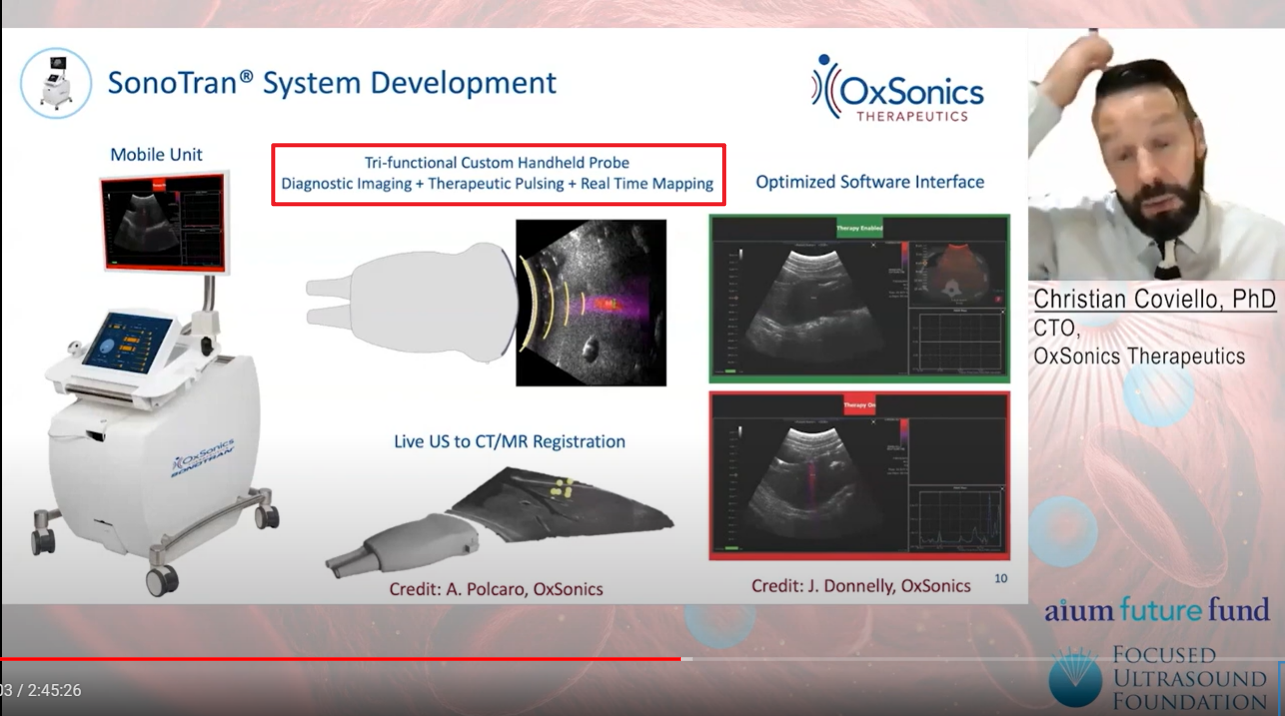 SonoTran® System Development
OxSonics
THERAPEUTICS
Mobile Unit
Tri-functional Custom Handheld Probe
Diagnostic Imaging + Therapeutic Pulsing + Real Time Mapping
Optimized Software Interface
Therapy Enabled
OxSonics
SONOTRAN
Live US to CT/MR Registration
Therapy On
Credit: A. Polcaro, OxSonics
Credit: J. Donnelly, OxSonics
10
Christian Coviello, PhD
CTO,
OxSonics Therapeutics
aium future fund
FOCUSED
ULTRASOUND
FOUNDATION
03 / 2:45:26